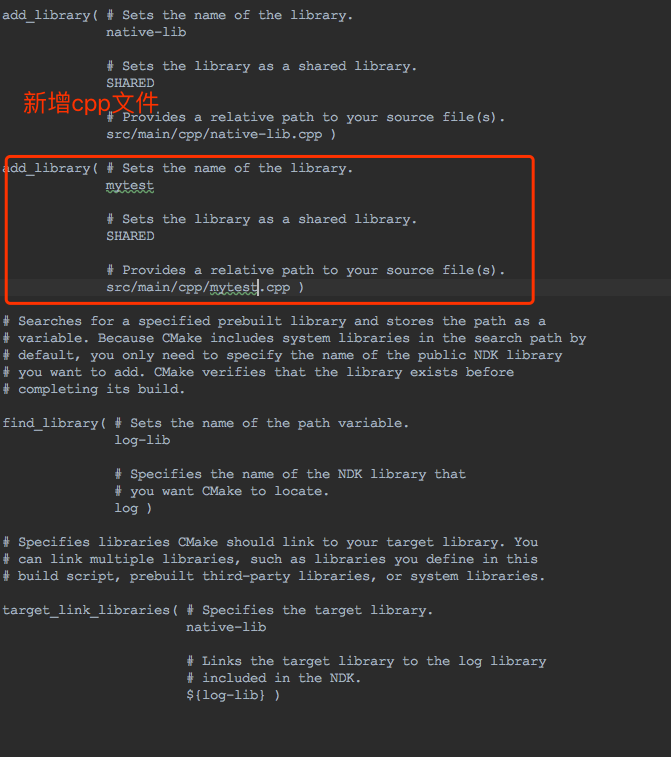 add_library( # Sets the name of the library.
native-lib
# Sets the library as a shared library.
SHARED
新增cpp文件
# Provides a relative path to your source file(s).
src/main/cpp/native-lib.cpp )
add_library( # Sets the name of the library.
mytest
# Sets the library as a shared library.
SHARED
# Provides a relative path to your source file(s).
src/main/cpp/mytest.cpp )
# Searches for a specified prebuilt library and stores the path as a
# variable. Because CMake includes system libraries in the search path by
# default, you only need to specify the name of the public NDK library
# you want to add. CMake verifies that the library exists before
# completing its build.
find_library( # Sets the name of the path variable.
log-lib
# Specifies the name of the NDK library that
# you want CMake to locate.
log )
# Specifies libraries CMake should link to your target library. You
# can link multiple libraries, such as libraries you define in this
# build script, prebuilt third-party libraries, or system libraries.
target_link_libraries( # Specifies the target library.
native-lib
# Links the target library to the log library
# included in the NDK.
${log-lib} )